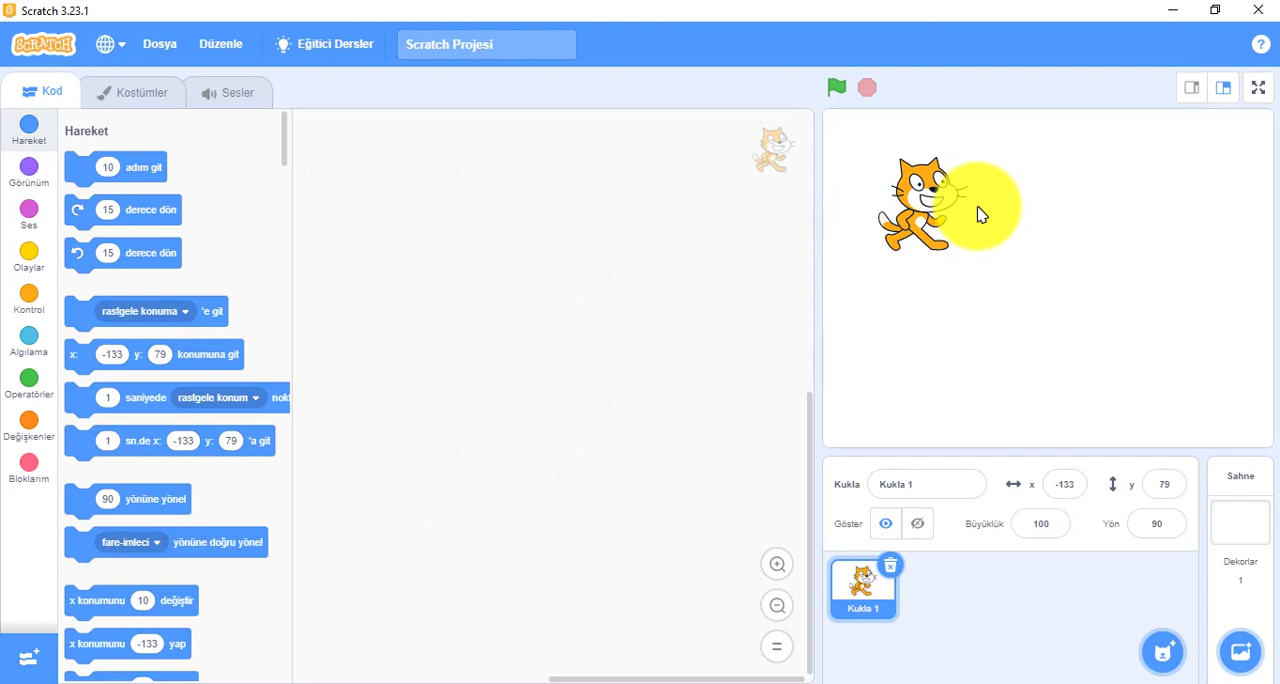 Scratch 3.23.1
SCRATCH
Dosya
Düzenle
Eğitici Dersler
Scratch Projesi
?
Kod
Kostümler
Sesler
Hareket
Görünüm
Ses
Olaylar
Kontrol
Algılama
Operatörler
Değişkenler
Bloklarım
Hareket
10 adım git
15 derece dön
15 derece dön
rastgele konuma 'e git
x: -133 y: 79 konumuna git
1 saniyede rastgele konum nok
1 sn.de x: -133 y: 79 'a git
90 yönüne yönel
fare-imleci yönüne doğru yönel
x konumunu 10 değiştir
x konumunu -133 yap
Kukla Kukla 1 x -133 y 79
Göster Büyüklük 100 Yön 90
Kukla 1
Sahne
Dekorlar
1